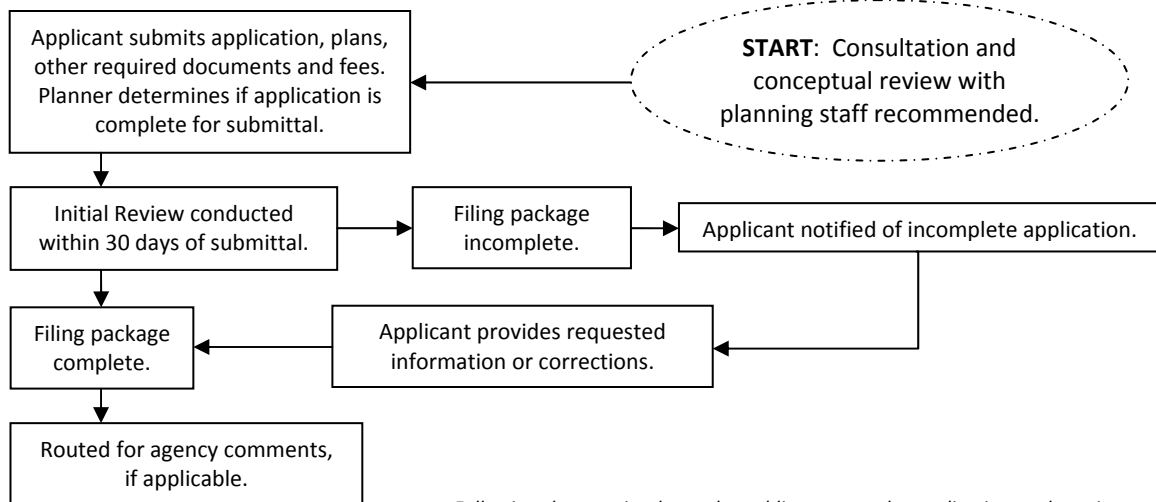 START: Consultation and
conceptual review with
planning staff recommended.
Applicant submits application, plans,
other required documents and fees.
Planner determines if application is
complete for submittal.
Initial Review conducted
within 30 days of submittal.
Filing package
incomplete.
Applicant notified of incomplete application.
Applicant provides requested
information or corrections.
Filing package
complete.
Routed for agency comments,
if applicable.